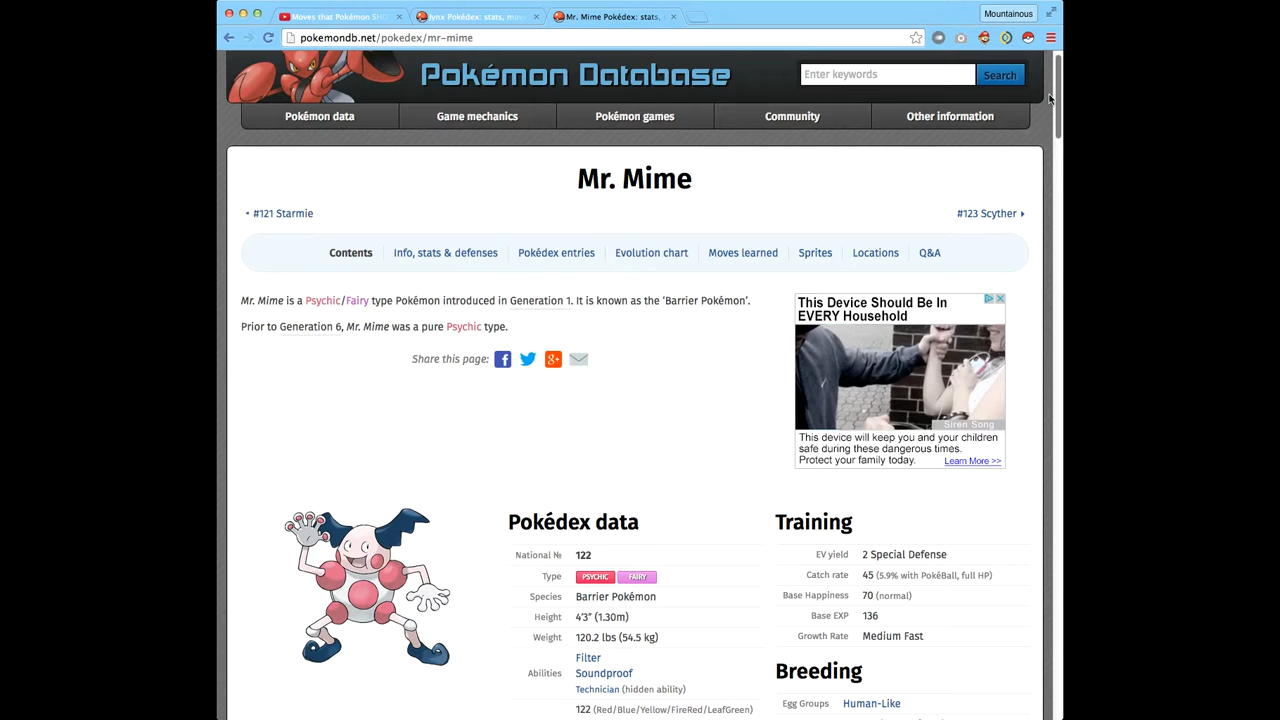 Moves that Pokémon SHO
Jynx Pokédex: stats, mov
Mr. Mime Pokédex: stats,
Mountainous
pokemondb.net/pokedex/mr-mime
Pokémon Database
Enter keywords
Search
Pokémon data
Game mechanics
Pokémon games
Community
Other information
Mr. Mime
#121 Starmie
#123 Scyther
Contents
Info, stats & defenses
Pokédex entries
Evolution chart
Moves learned
Sprites
Locations
Q&A
Mr. Mime is a Psychic/Fairy type Pokémon introduced in Generation 1. It is known as the ‘Barrier Pokémon’.
Prior to Generation 6, Mr. Mime was a pure Psychic type.
Share this page:
This Device Should Be In
EVERY Household
Siren Song
This device will keep you and your children
safe during these dangerous times.
Protect your family today.
Learn More >>
Pokédex data
National № 122
Type PSYCHIC FAIRY
Species Barrier Pokémon
Height 4′3″ (1.30m)
Weight 120.2 lbs (54.5 kg)
Abilities Filter
Soundproof
Technician (hidden ability)
122 (Red/Blue/Yellow/FireRed/LeafGreen)
Training
EV yield 2 Special Defense
Catch rate 45 (5.9% with PokéBall, full HP)
Base Happiness 70 (normal)
Base EXP 136
Growth Rate Medium Fast
Breeding
Egg Groups Human-Like